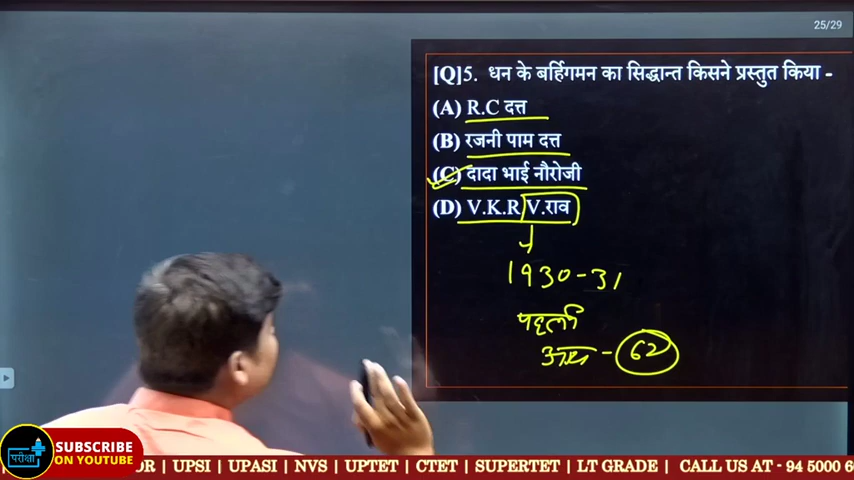 25/29
[Q]5. धन के बर्हिगमन का सिद्धान्त किसने प्रस्तुत किया -
(A) R.C दत्त
(B) रजनी पाम दत्त
(C) दादा भाई नौरोजी
(D) V.K.R V.राव
1930-31
पहली
आय - 62
परीक्षा
SUBSCRIBE
ON YOUTUBE
OR | UPSI | UPASI | NVS | UPTET | CTET | SUPERTET | LT GRADE | CALL US AT - 94 5000 6